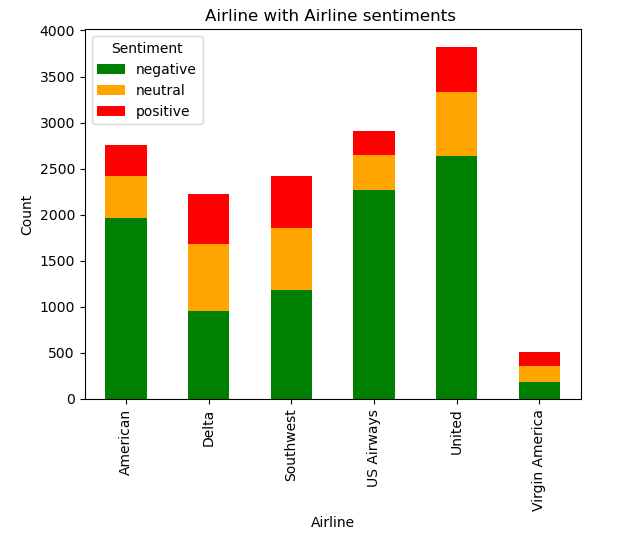 Airline with Airline sentiments
Sentiment
negative
neutral
positive
4000
3500
3000
2500
2000
1500
1000
500
0
Count
American
Delta
Southwest
US Airways
United
Virgin America
Airline